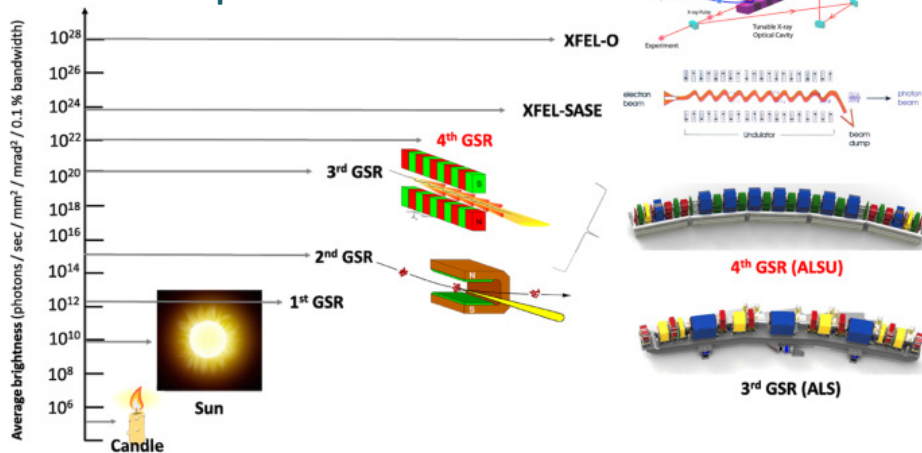 Average brightness (photons / sec / mm² / mrad² / 0.1 % bandwidth)
10²⁸
10²⁶
10²⁴
10²²
10²⁰
10¹⁸
10¹⁶
10¹⁴
10¹²
10¹⁰
10⁸
10⁶
XFEL-O
XFEL-SASE
4th GSR
3rd GSR
2nd GSR
1st GSR
Sun
Candle
S
N
N
S
X-ray Pulse
Experiment
Tunable X-ray
Optical Cavity
electron
beam
photon
beam
Undulator
beam
dump
4th GSR (ALSU)
3rd GSR (ALS)